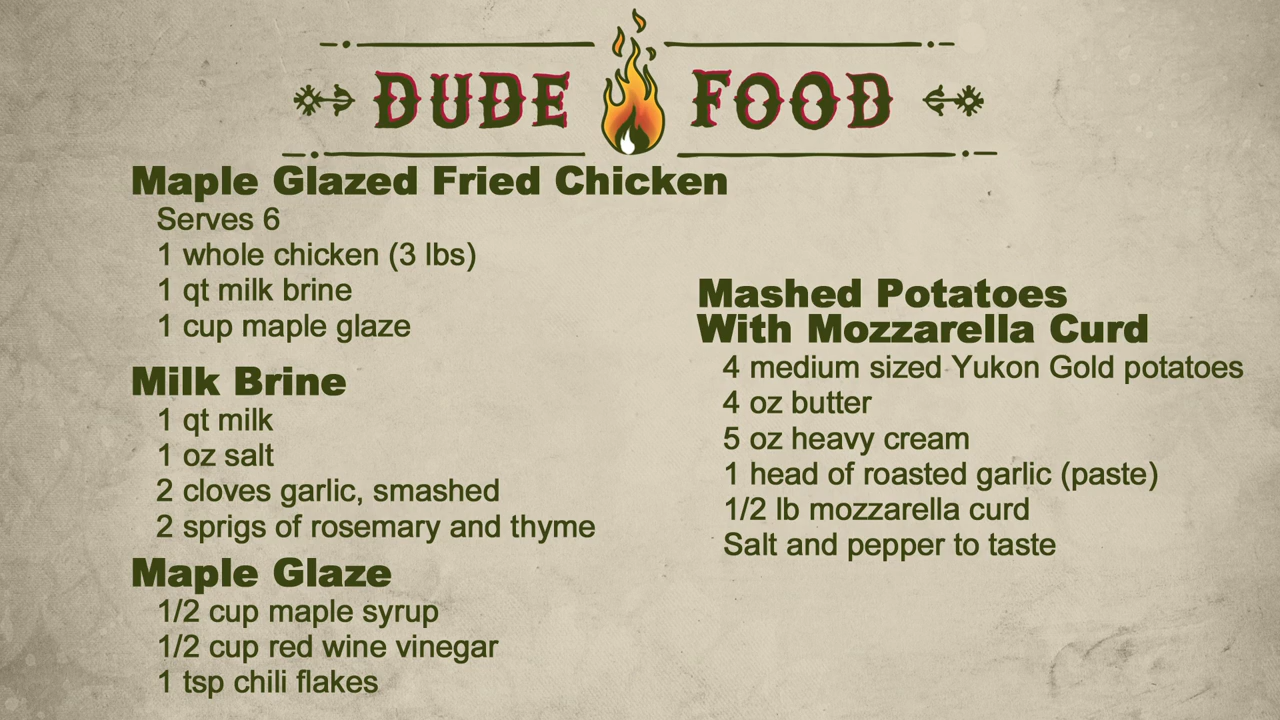 DUDE FOOD
Maple Glazed Fried Chicken
Serves 6
1 whole chicken (3 lbs)
1 qt milk brine
1 cup maple glaze
Milk Brine
1 qt milk
1 oz salt
2 cloves garlic, smashed
2 sprigs of rosemary and thyme
Maple Glaze
1/2 cup maple syrup
1/2 cup red wine vinegar
1 tsp chili flakes
Mashed Potatoes
With Mozzarella Curd
4 medium sized Yukon Gold potatoes
4 oz butter
5 oz heavy cream
1 head of roasted garlic (paste)
1/2 lb mozzarella curd
Salt and pepper to taste